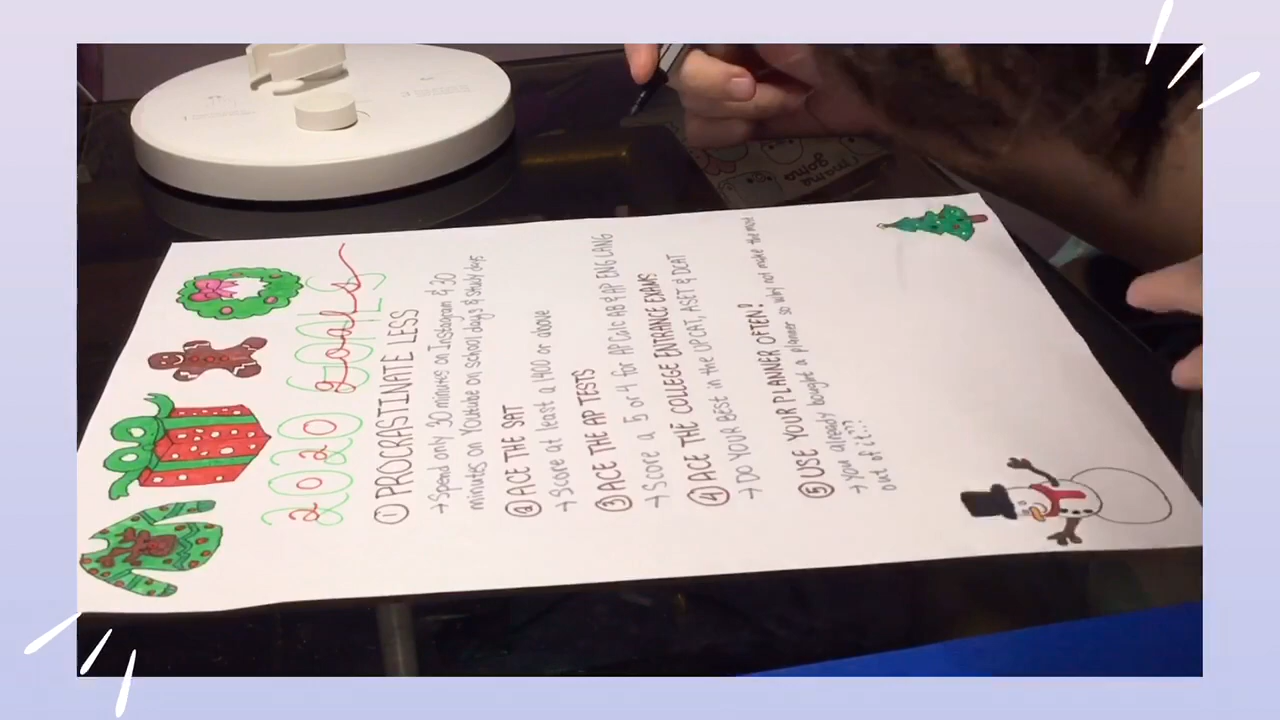 2020 Goals
① PROCRASTINATE LESS
→ Spend only 30 minutes on Instagram & 30
minutes on Youtube on school days & study days
② ACE THE SAT
→ Score at least a 1400 or above
③ ACE THE AP TESTS
→ Score a 5 or 4 for AP Calc AB & AP ENG LANG
④ ACE THE COLLEGE ENTRANCE EXAMS
→ DO YOUR BEST in the UPCAT, ASET & DCAT
⑤ USE YOUR PLANNER OFTEN!
→ You already bought a planner so why not make the most
out of it???
mama
goma